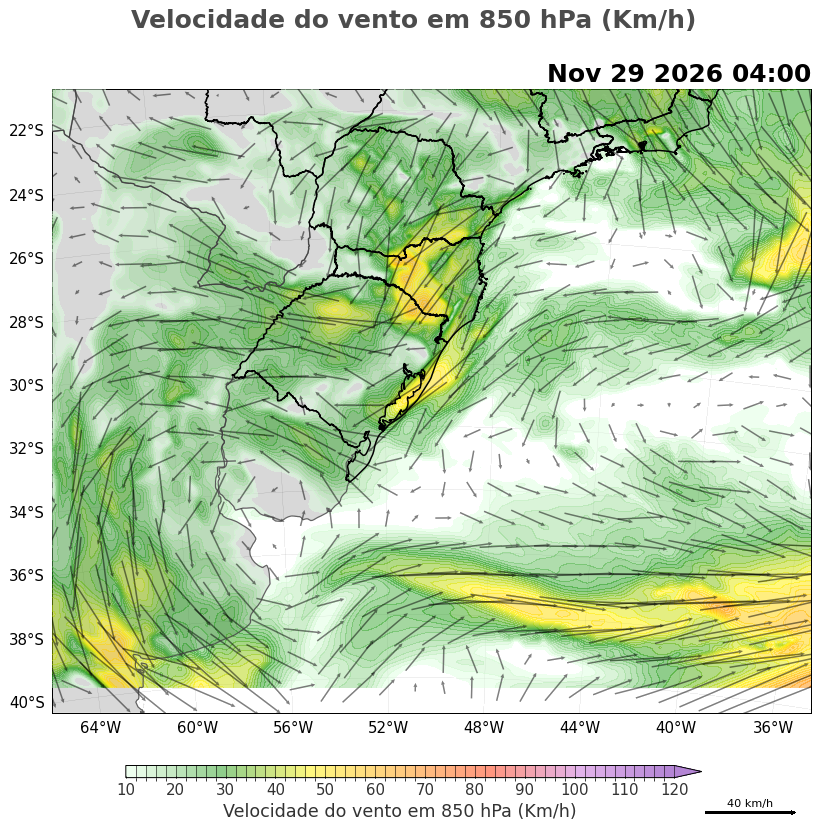 Velocidade do vento em 850 hPa (Km/h)
Nov 29 2026 04:00
22°S
24°S
26°S
28°S
30°S
32°S
34°S
36°S
38°S
40°S
64°W 60°W 56°W 52°W 48°W 44°W 40°W 36°W
10 20 30 40 50 60 70 80 90 100 110 120
Velocidade do vento em 850 hPa (Km/h)
40 km/h